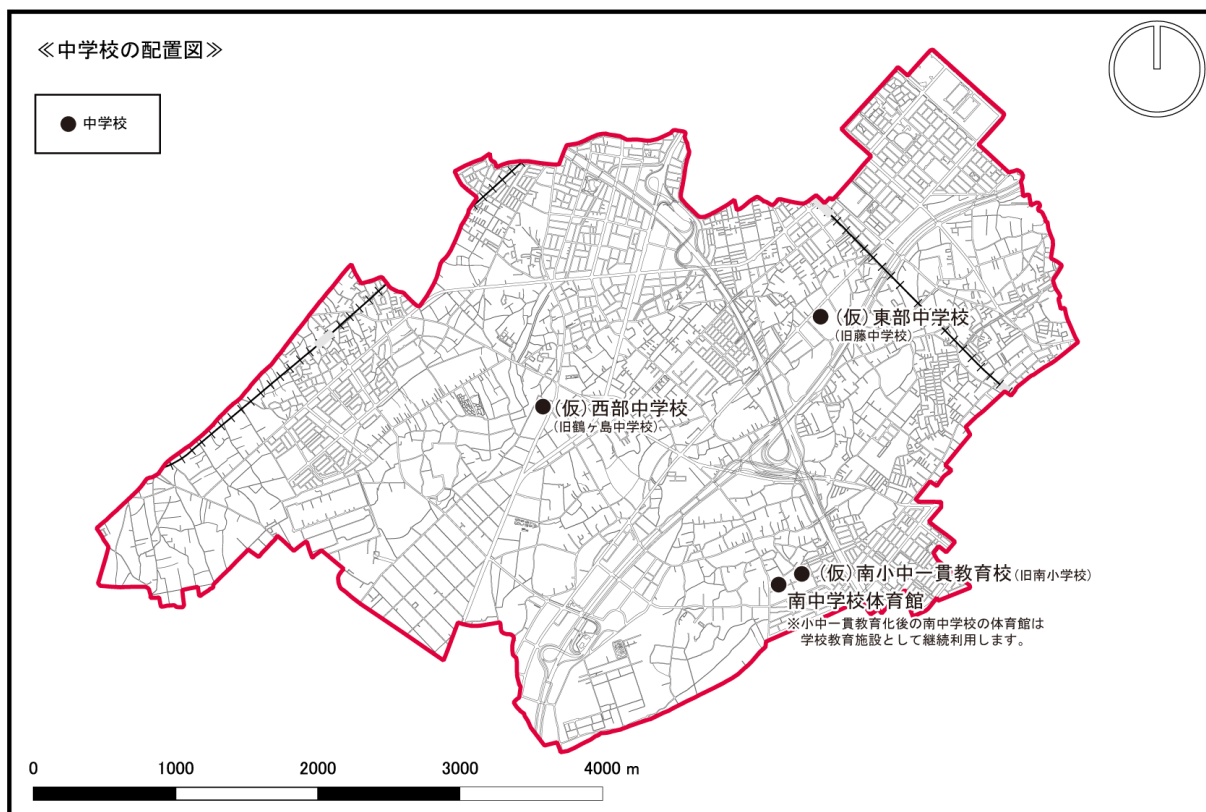 ≪中学校の配置図≫
●中学校
(仮)東部中学校
(旧藤中学校)
(仮)西部中学校
(旧鶴ヶ島中学校)
(仮)南小中一貫教育校(旧南小学校)
南中学校体育館
※小中一貫教育化後の南中学校の体育館は
学校教育施設として継続利用します。
0 1000 2000 3000 4000 m